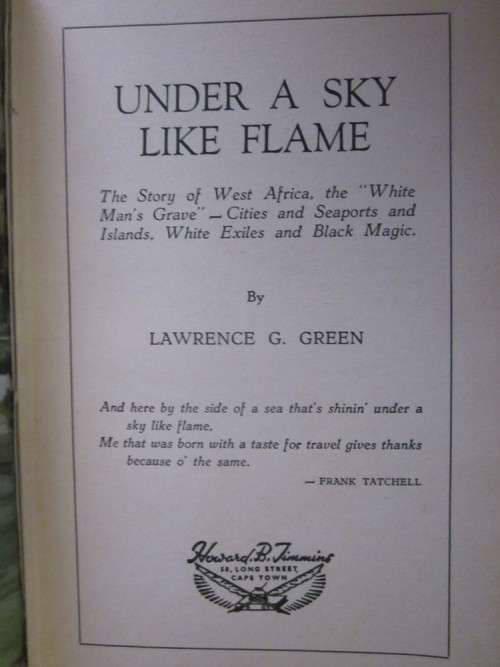 UNDER A SKY
LIKE FLAME
The Story of West Africa, the "White
Man's Grave" — Cities and Seaports and
Islands, White Exiles and Black Magic.
By
LAWRENCE G. GREEN
And here by the side of a sea that's shinin' under a
sky like flame,
Me that was born with a taste for travel gives thanks
because o' the same.
— FRANK TATCHELL
Howard. B. Timmins
58, LONG STREET,
CAPE TOWN